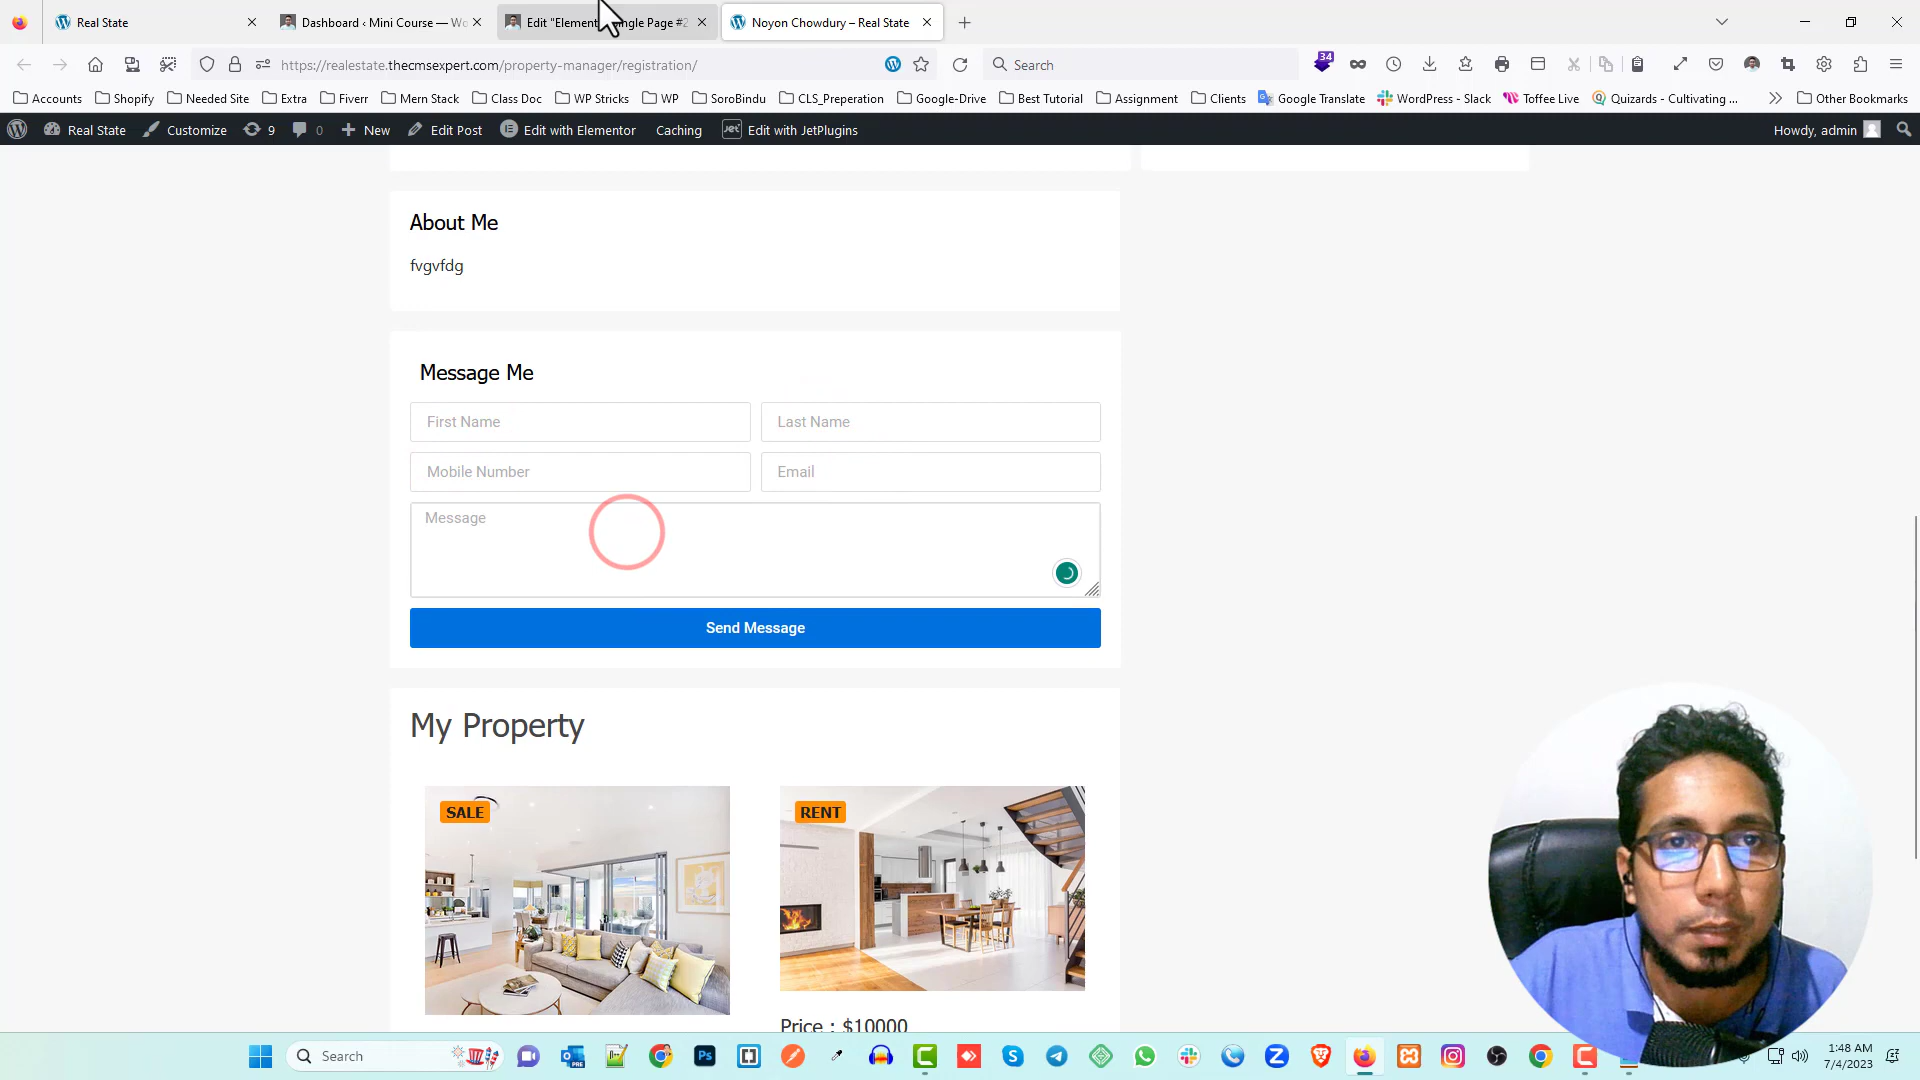 Real State
Dashboard ‹ Mini Course — Wo
Edit "Element
ngle Page #2
Noyon Chowdury – Real State
https://realestate.thecmsexpert.com/property-manager/registration/
Search
34
Accounts
Shopify
Needed Site
Extra
Fiverr
Mern Stack
Class Doc
WP Stricks
WP
SoroBindu
CLS_Preperation
Google-Drive
Best Tutorial
Assignment
Clients
Google Translate
WordPress - Slack
Toffee Live
Quizards - Cultivating ...
Other Bookmarks
Real State
Customize
9
0
New
Edit Post
Edit with Elementor
Caching
Jet
Edit with JetPlugins
Howdy, admin
About Me
fvgvfdg
Message Me
First Name
Last Name
Mobile Number
Email
Message
Send Message
My Property
SALE
RENT
Price : $10000
Search
1:48 AM
7/4/2023